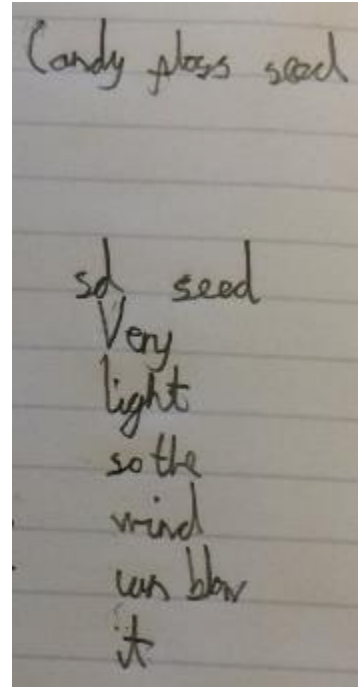 Candy floss seed
sd seed
Very
light
so the
wind
can blow
it